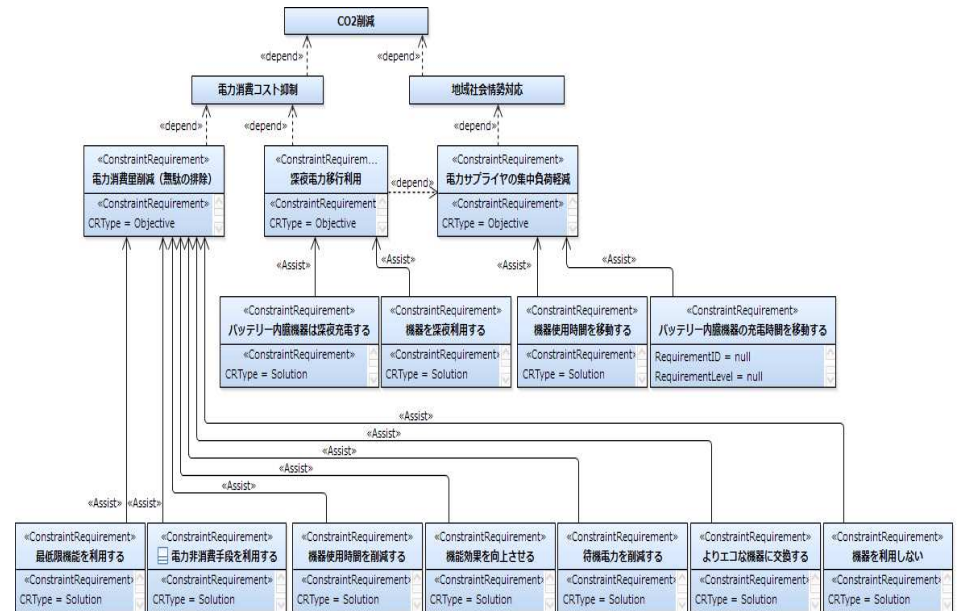 CO2削減
«depend»
«depend»
電力消費コスト抑制
地域社会情勢対応
«depend»
«depend»
«depend»
«ConstraintRequirement»
電力消費量削減（無駄の排除）
«ConstraintRequirement»
CRType = Objective
«ConstraintRequirem...
深夜電力移行利用
«ConstraintRequirement
CRType = Objective
«depend»
«ConstraintRequirement»
電力サプライヤの集中負荷軽減
«ConstraintRequirement»
CRType = Objective
«Assist»
«Assist»
«Assist»
«Assist»
«ConstraintRequirement»
バッテリー内臓機器は深夜充電する
«ConstraintRequirement»
CRType = Solution
«ConstraintRequirement»
機器を深夜利用する
«ConstraintRequirement»
CRType = Solution
«ConstraintRequirement»
機器使用時間を移動する
«ConstraintRequirement»
CRType = Solution
«ConstraintRequirement»
バッテリー内臓機器の充電時間を移動する
RequirementID = null
RequirementLevel = null
«Assist»
«Assist»
«Assist»
«Assist»
«Assist»
«Assist»
«Assist»
«ConstraintRequirement»
最低限機能を利用する
«ConstraintRequirement»
CRType = Solution
«ConstraintRequirement»
電力非消費手段を利用する
«ConstraintRequirement»
CRType = Solution
«ConstraintRequirement»
機器使用時間を削減する
«ConstraintRequirement»
CRType = Solution
«ConstraintRequirement»
機能効果を向上させる
«ConstraintRequirement»
CRType = Solution
«ConstraintRequirement»
待機電力を削減する
«ConstraintRequirement»
CRType = Solution
«ConstraintRequirement»
よりエコな機器に交換する
«ConstraintRequirement»
CRType = Solution
«ConstraintRequirement»
機器を利用しない
«ConstraintRequirement»
CRType = Solution